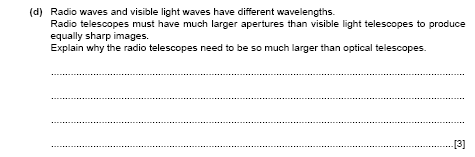 (d) Radio waves and visible light waves have different wavelengths.
Radio telescopes must have much larger apertures than visible light telescopes to produce
equally sharp images.
Explain why the radio telescopes need to be so much larger than optical telescopes.
[3]